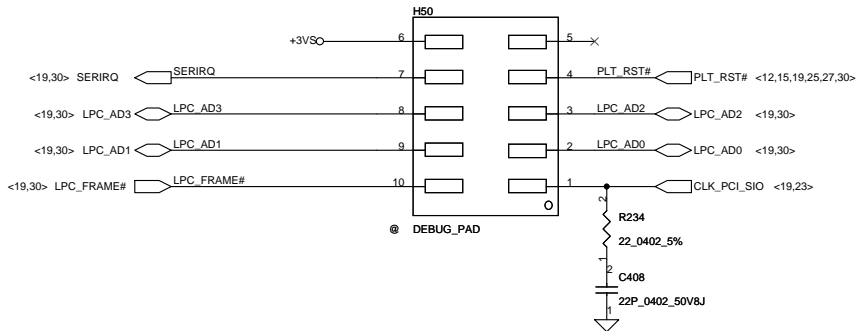 H50
+3VS 6 5
<19,30> SERIRQ SERIRQ 7 4 PLT_RST# PLT_RST# <12,15,19,25,27,30>
<19,30> LPC_AD3 LPC_AD3 8 3 LPC_AD2 LPC_AD2 <19,30>
<19,30> LPC_AD1 LPC_AD1 9 2 LPC_AD0 LPC_AD0 <19,30>
<19,30> LPC_FRAME# LPC_FRAME# 10 1 CLK_PCI_SIO <19,23>
@ DEBUG_PAD
2
R234
22_0402_5%
1
2
C408
22P_0402_50V8J
1